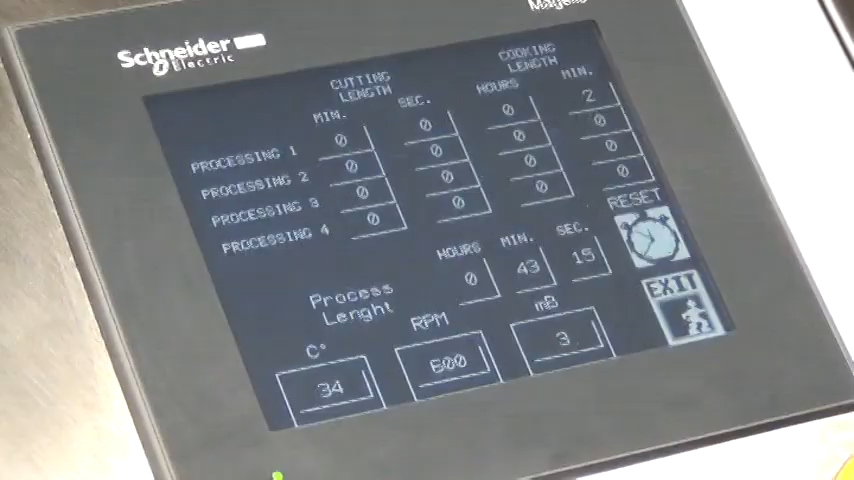 Schneider
Electric
Magelis
CUTTING
LENGTH
COOKING
LENGTH
MIN. SEC. HOURS MIN.
PROCESSING 1 0 0 0 2
PROCESSING 2 0 0 0 0
PROCESSING 3 0 0 0 0
PROCESSING 4 0 0 0 0
RESET
HOURS MIN. SEC.
Process
Lenght
0 43 15
EXIT
C° RPM mB
34 600 3